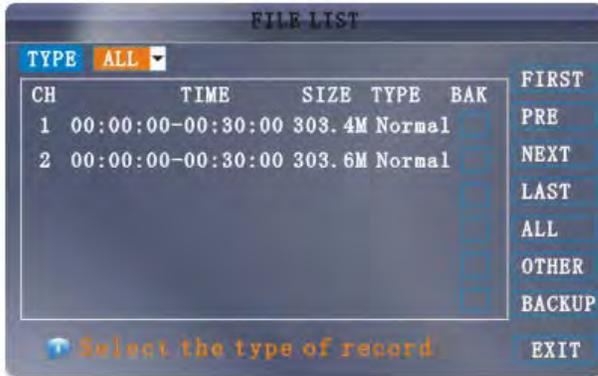 FILE LIST
TYPE ALL
CH TIME SIZE TYPE BAK
1 00:00:00-00:30:00 303.4M Normal
2 00:00:00-00:30:00 303.6M Normal
FIRST
PRE
NEXT
LAST
ALL
OTHER
BACKUP
Select the type of record
EXIT